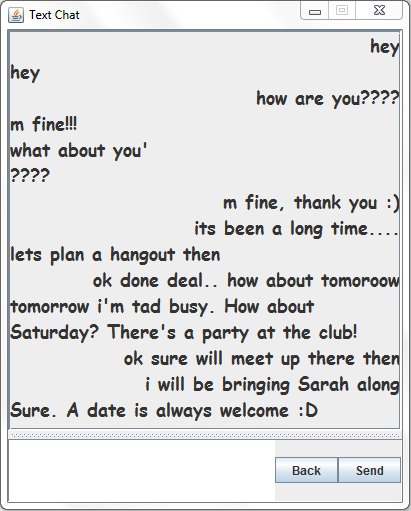 Text Chat
hey
hey
how are you????
m fine!!!
what about you'
????
m fine, thank you :)
its been a long time....
lets plan a hangout then
ok done deal.. how about tomoroow
tomorrow i'm tad busy. How about
Saturday? There's a party at the club!
ok sure will meet up there then
i will be bringing Sarah along
Sure. A date is always welcome :D
Back Send